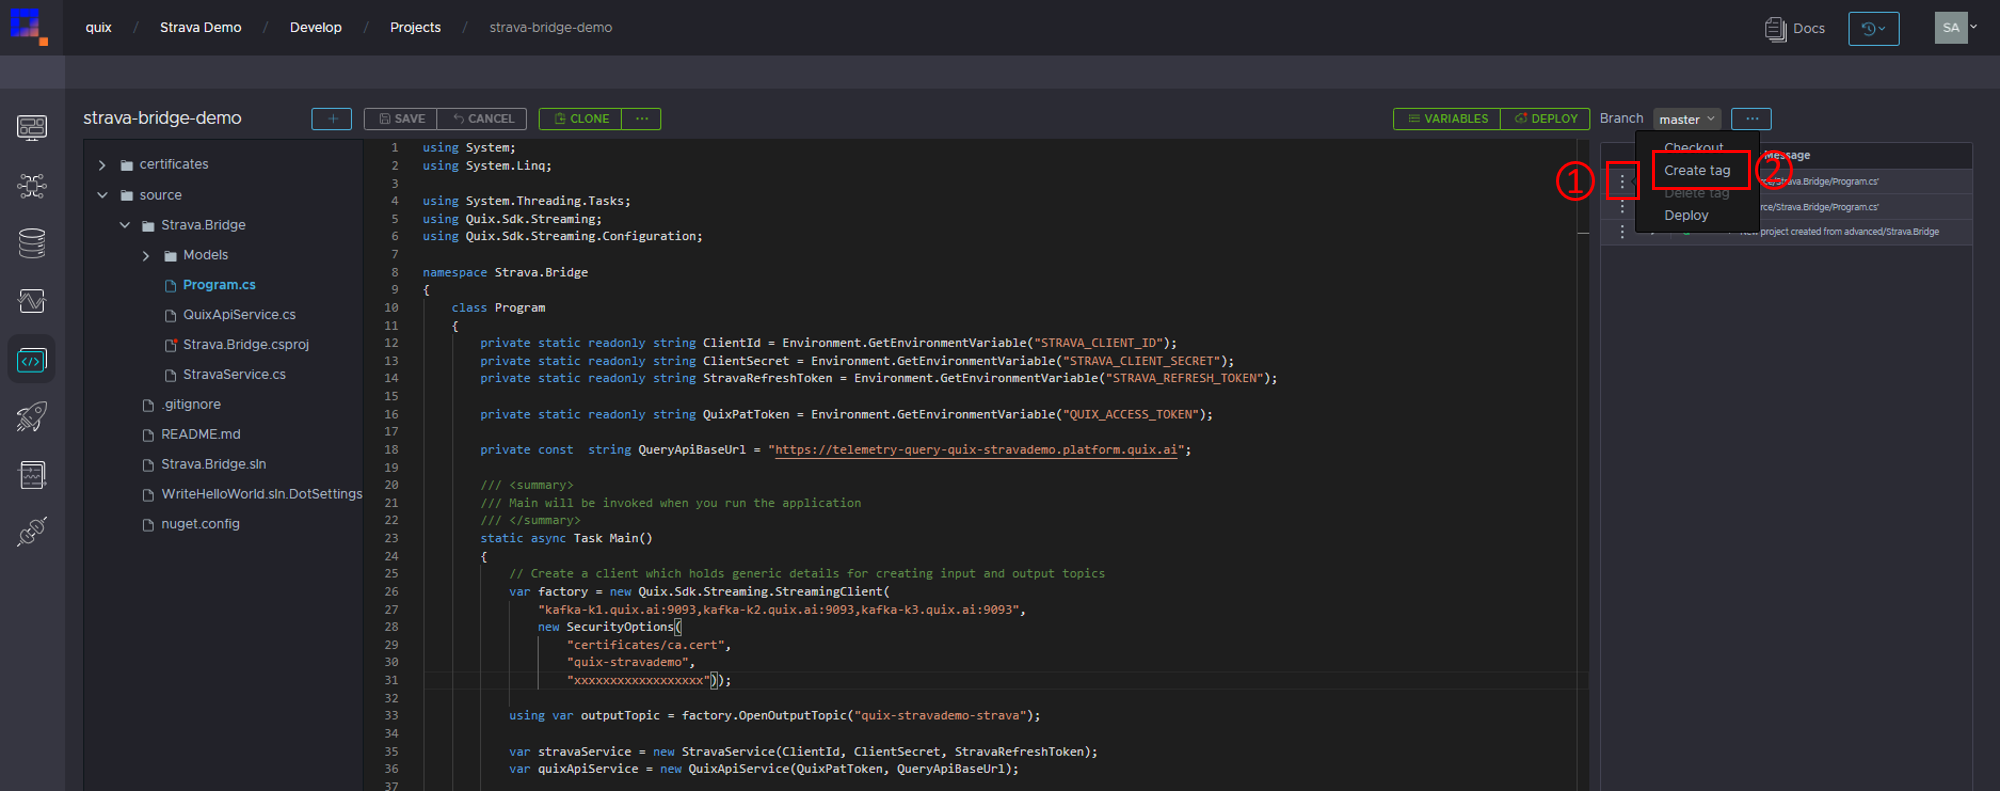 quix / Strava Demo / Develop / Projects / strava-bridge-demo
Docs
SA
strava-bridge-demo
+
SAVE
CANCEL
CLONE
...
VARIABLES
DEPLOY
Branch
master
...
certificates
source
Strava.Bridge
Models
Program.cs
QuixApiService.cs
Strava.Bridge.csproj
StravaService.cs
.gitignore
README.md
Strava.Bridge.sln
WriteHelloWorld.sln.DotSettings
nuget.config
1 using System;
2 using System.Linq;
3
4 using System.Threading.Tasks;
5 using Quix.Sdk.Streaming;
6 using Quix.Sdk.Streaming.Configuration;
7
8 namespace Strava.Bridge
9 {
10 class Program
11 {
12 private static readonly string ClientId = Environment.GetEnvironmentVariable("STRAVA_CLIENT_ID");
13 private static readonly string ClientSecret = Environment.GetEnvironmentVariable("STRAVA_CLIENT_SECRET");
14 private static readonly string StravaRefreshToken = Environment.GetEnvironmentVariable("STRAVA_REFRESH_TOKEN");
15
16 private static readonly string QuixPatToken = Environment.GetEnvironmentVariable("QUIX_ACCESS_TOKEN");
17
18 private const string QueryApiBaseUrl = "https://telemetry-query-quix-stravademo.platform.quix.ai";
19
20 /// <summary>
21 /// Main will be invoked when you run the application
22 /// </summary>
23 static async Task Main()
24 {
25 // Create a client which holds generic details for creating input and output topics
26 var factory = new Quix.Sdk.Streaming.StreamingClient(
27 "kafka-k1.quix.ai:9093,kafka-k2.quix.ai:9093,kafka-k3.quix.ai:9093",
28 new SecurityOptions(
29 "certificates/ca.cert",
30 "quix-stravademo",
31 "xxxxxxxxxxxxxxxxxx"));
32
33 using var outputTopic = factory.OpenOutputTopic("quix-stravademo-strava");
34
35 var stravaService = new StravaService(ClientId, ClientSecret, StravaRefreshToken);
36 var quixApiService = new QuixApiService(QuixPatToken, QueryApiBaseUrl);
37
Checkout
Create tag
Delete tag
Deploy
1
2
Message
/Strava.Bridge/Program.cs'
/Strava.Bridge/Program.cs'
project created from advanced/Strava.Bridge